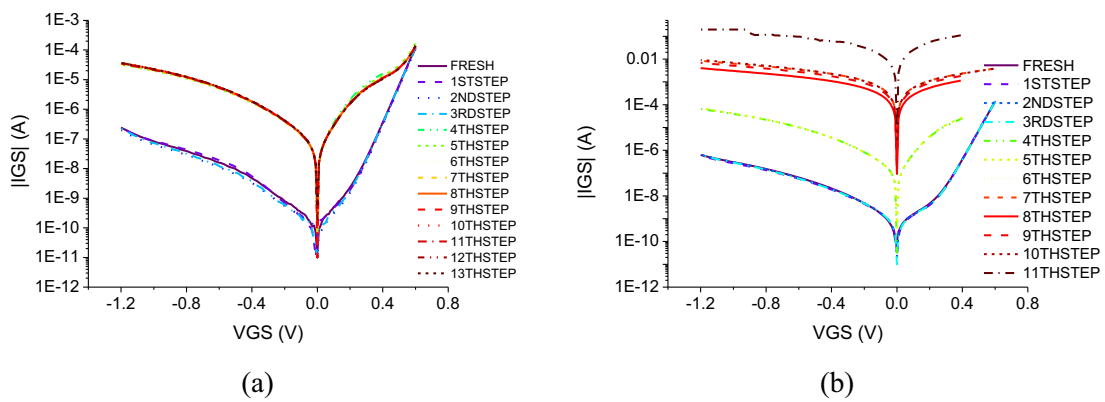 1E-3
1E-4
1E-5
1E-6
1E-7
1E-8
1E-9
1E-10
1E-11
1E-12
|IGS| (A)
-1.2 -0.8 -0.4 0.0 0.4 0.8
VGS (V)
FRESH
1STSTEP
2NDSTEP
3RDSTEP
4THSTEP
5THSTEP
6THSTEP
7THSTEP
8THSTEP
9THSTEP
10THSTEP
11THSTEP
12THSTEP
13THSTEP
(a)
0.01
1E-4
1E-6
1E-8
1E-10
1E-12
|IGS| (A)
-1.2 -0.8 -0.4 0.0 0.4 0.8
VGS (V)
FRESH
1STSTEP
2NDSTEP
3RDSTEP
4THSTEP
5THSTEP
6THSTEP
7THSTEP
8THSTEP
9THSTEP
10THSTEP
11THSTEP
(b)